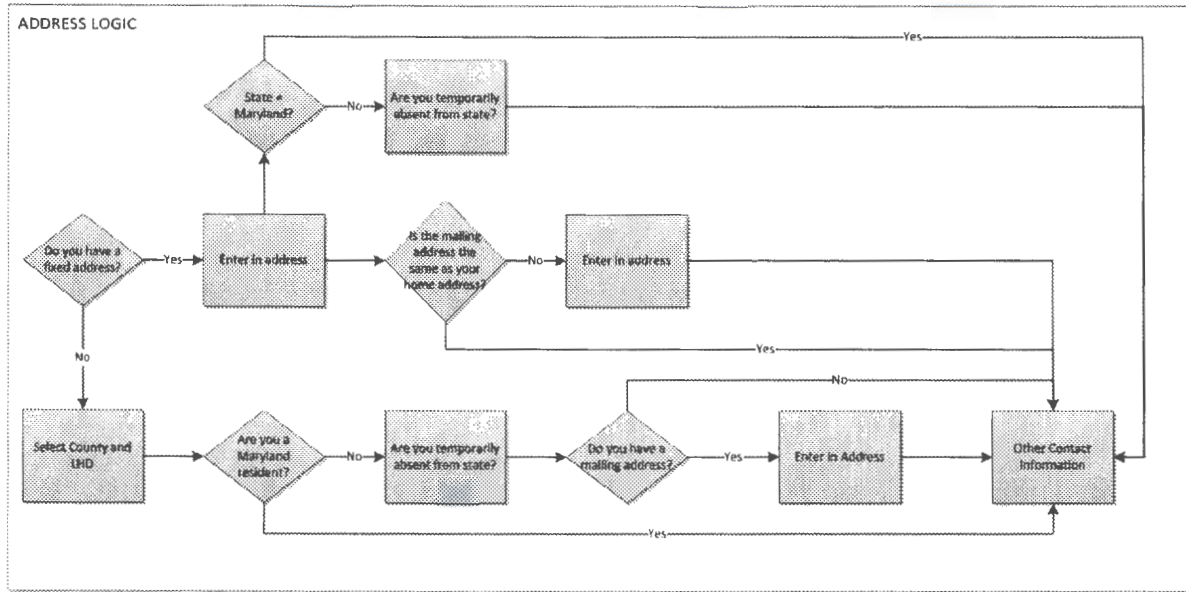 ADDRESS LOGIC
Yes
State =
Maryland?
No
Are you temporarily
absent from state?
Do you have a
fixed address?
Yes
Enter in address
Is the mailing
address the
same as your
home address?
No
Enter in address
No
Yes
No
Select County and
LHD
Are you a
Maryland
resident?
No
Are you temporarily
absent from state?
Do you have a
mailing address?
Yes
Enter in Address
Other Contact
Information
Yes